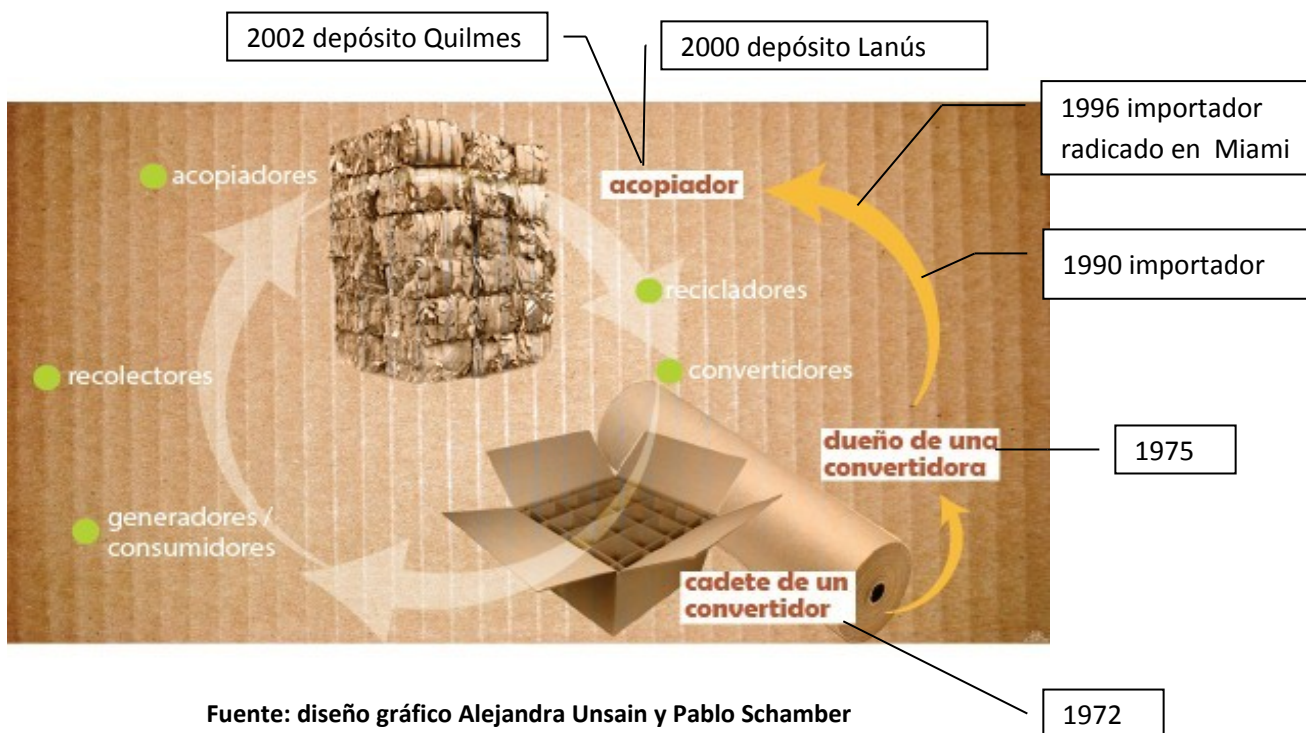 2002 depósito Quilmes
2000 depósito Lanús
1996 importador
radicado en Miami
acopiadores
acopiador
1990 importador
recicladores
recolectores
convertidores
dueño de una
convertidora
1975
generadores /
consumidores
cadete de un
convertidor
Fuente: diseño gráfico Alejandra Unsain y Pablo Schamber
1972